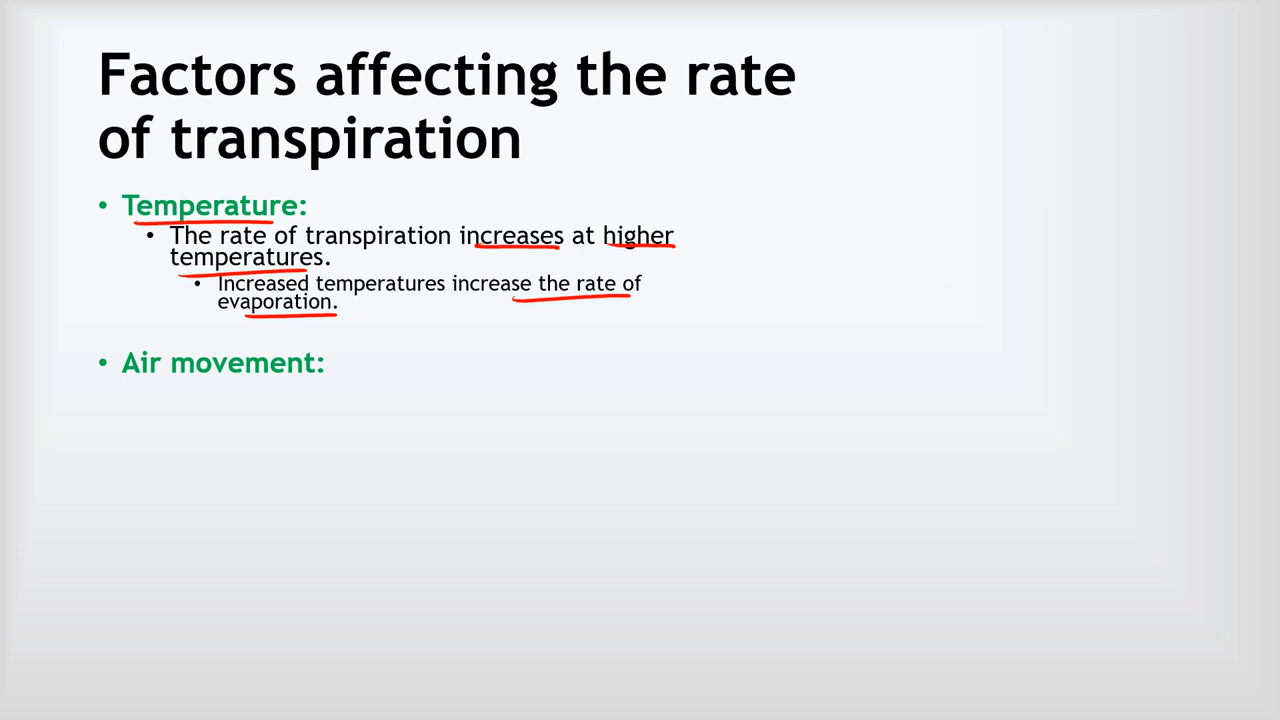 Factors affecting the rate
of transpiration
• Temperature:
• The rate of transpiration increases at higher
temperatures.
• Increased temperatures increase the rate of
evaporation.
• Air movement: